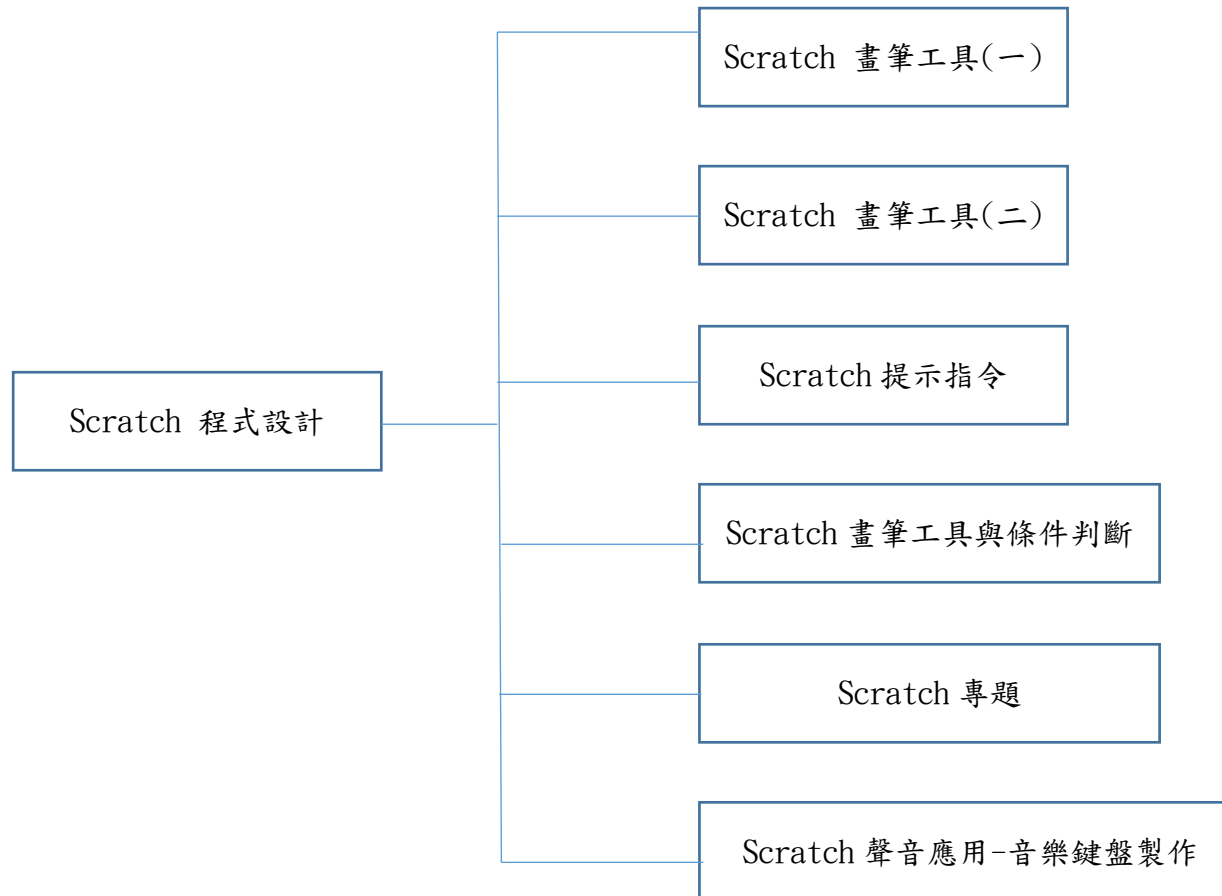 Scratch 畫筆工具(一)
Scratch 畫筆工具(二)
Scratch 提示指令
Scratch 程式設計
Scratch 畫筆工具與條件判斷
Scratch 專題
Scratch 聲音應用-音樂鍵盤製作